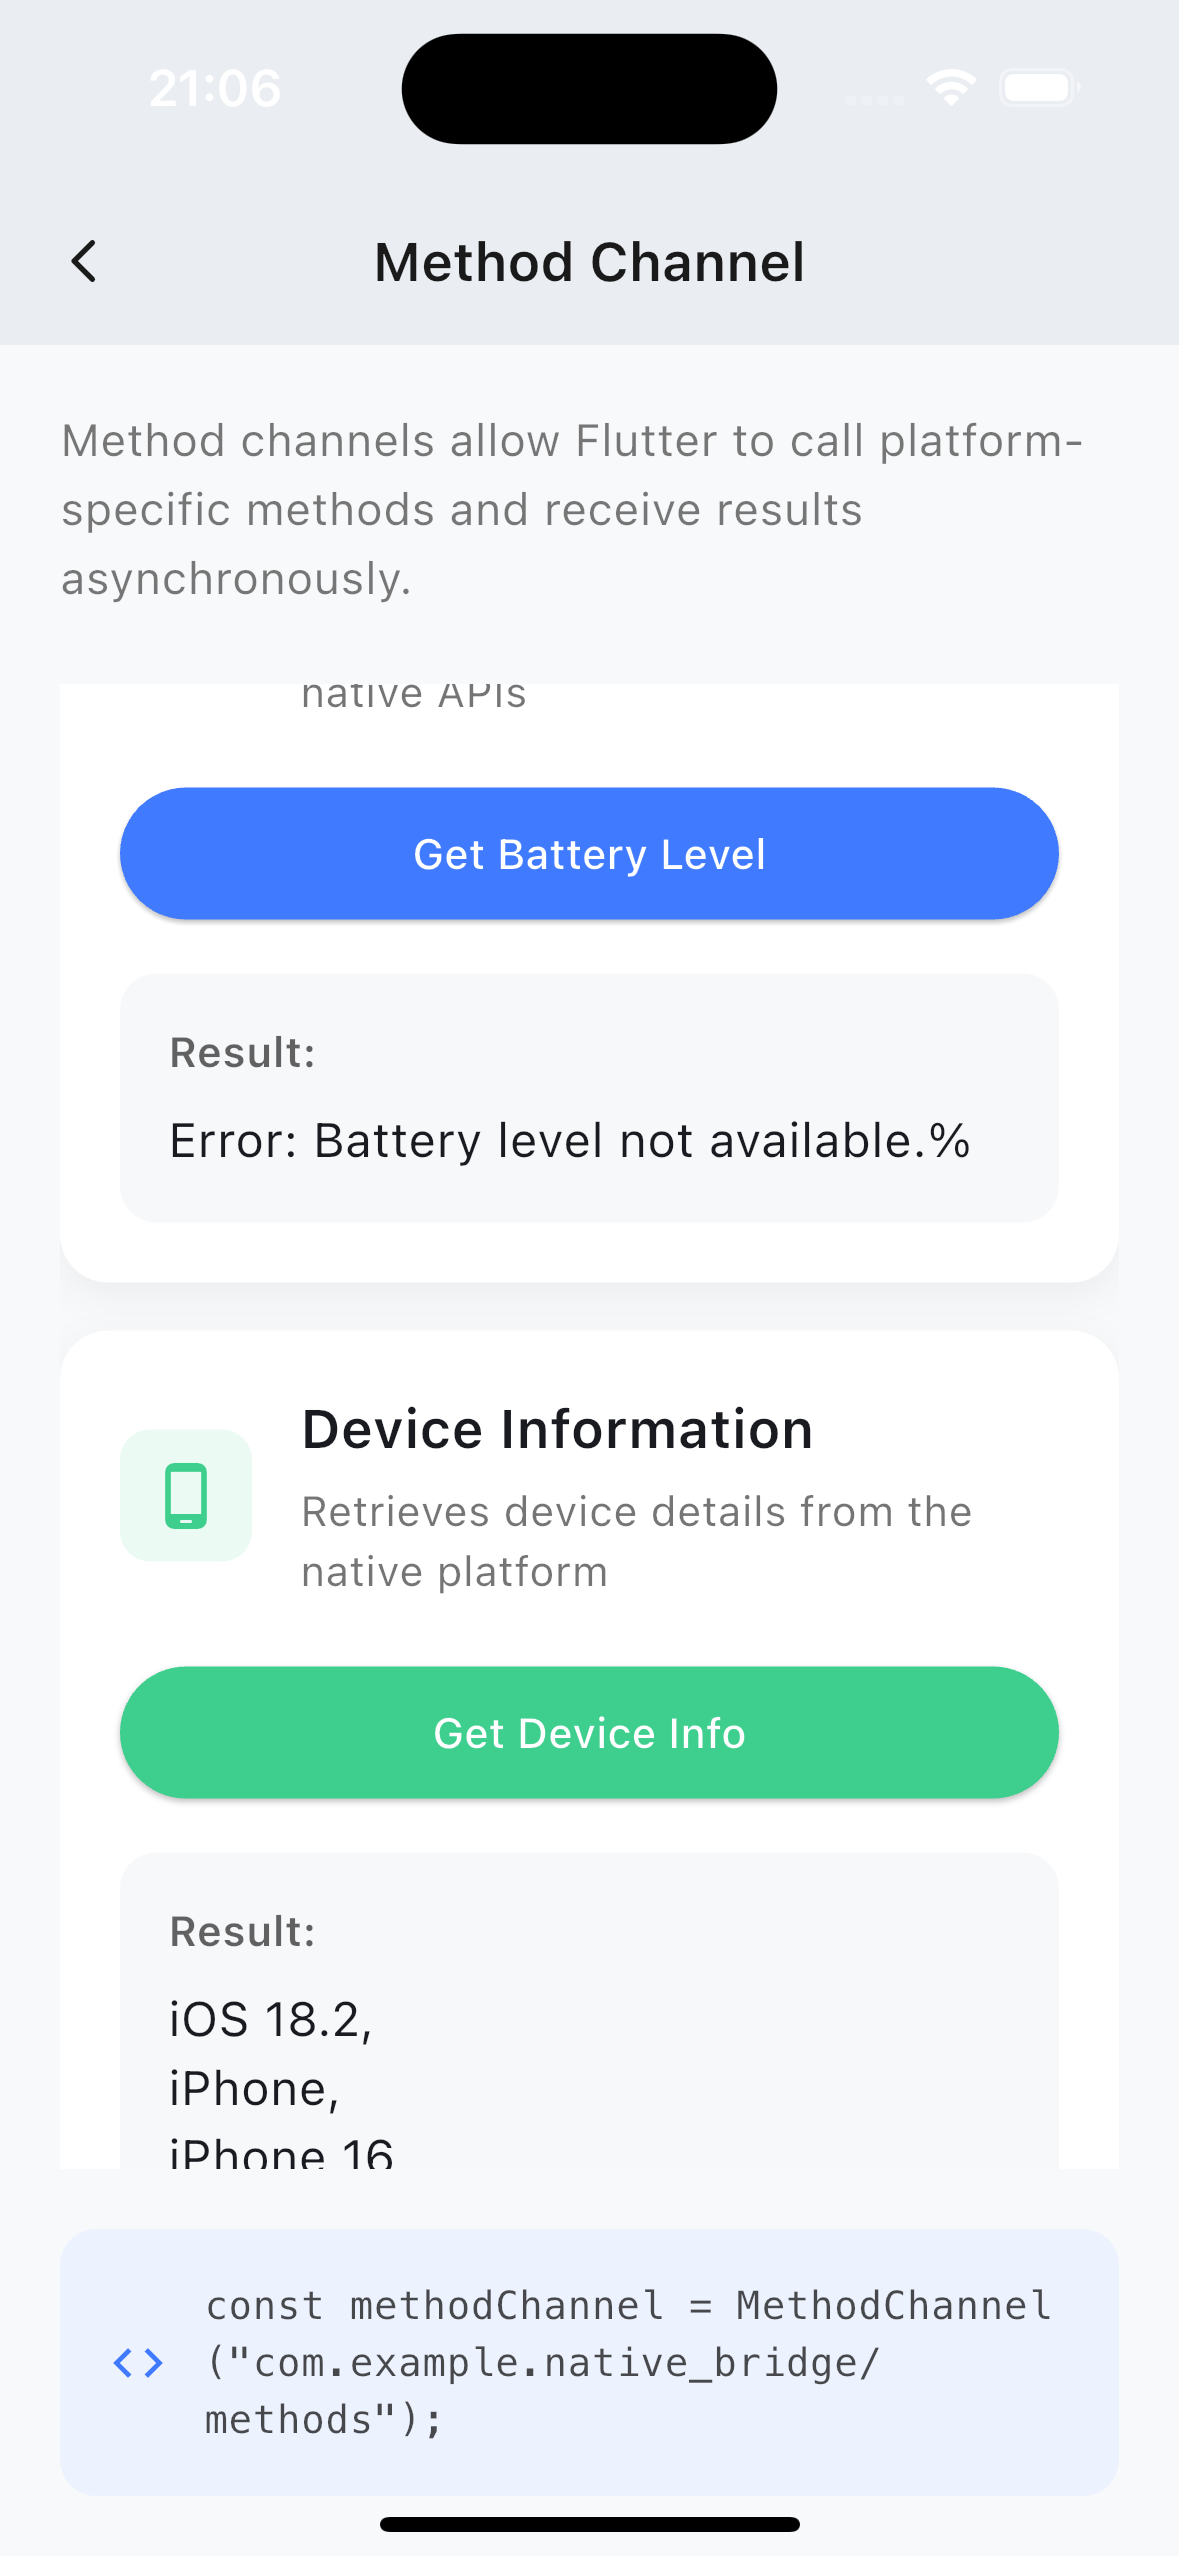 21:06
Method Channel
Method channels allow Flutter to call platform-
specific methods and receive results
asynchronously.
native APIs
Get Battery Level
Result:
Error: Battery level not available.%
Device Information
Retrieves device details from the
native platform
Get Device Info
Result:
iOS 18.2,
iPhone,
iPhone 16
const methodChannel = MethodChannel
("com.example.native_bridge/
methods");